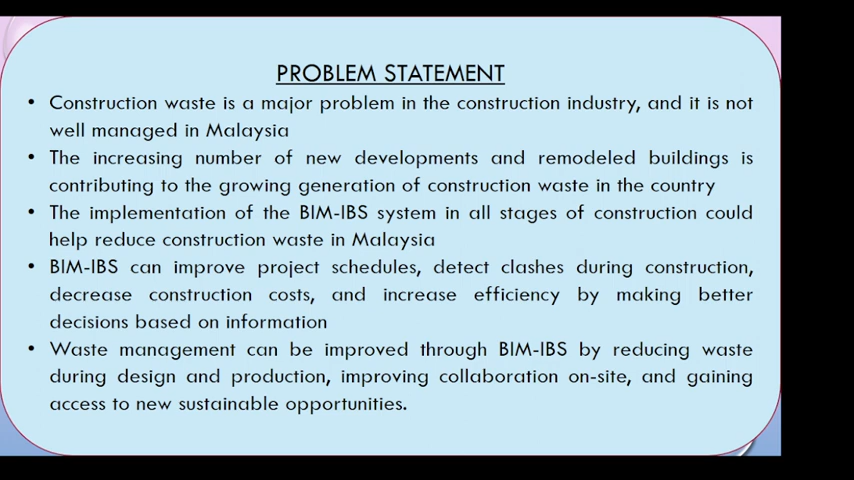 PROBLEM STATEMENT
• Construction waste is a major problem in the construction industry, and it is not
well managed in Malaysia
• The increasing number of new developments and remodeled buildings is
contributing to the growing generation of construction waste in the country
• The implementation of the BIM-IBS system in all stages of construction could
help reduce construction waste in Malaysia
• BIM-IBS can improve project schedules, detect clashes during construction,
decrease construction costs, and increase efficiency by making better
decisions based on information
• Waste management can be improved through BIM-IBS by reducing waste
during design and production, improving collaboration on-site, and gaining
access to new sustainable opportunities.